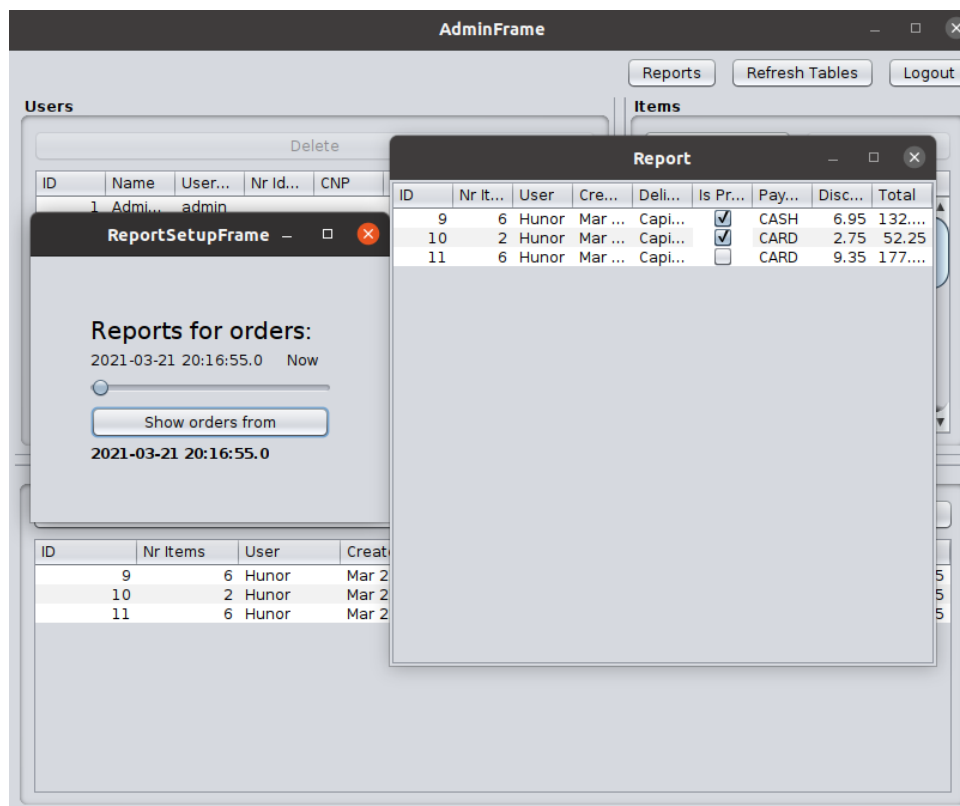 AdminFrame
Reports Refresh Tables Logout
Users
Items
Delete
ID Name User... Nr Id... CNP
1 Admi... admin
ReportSetupFrame
Reports for orders:
2021-03-21 20:16:55.0 Now
Show orders from
2021-03-21 20:16:55.0
Report
ID Nr It... User Cre... Deli... Is Pr... Pay... Disc... Total
9 6 Hunor Mar ... Capi... CASH 6.95 132....
10 2 Hunor Mar ... Capi... CARD 2.75 52.25
11 6 Hunor Mar ... Capi... CARD 9.35 177....
ID Nr Items User Creat
9 6 Hunor Mar 2 5
10 2 Hunor Mar 2 5
11 6 Hunor Mar 2 5